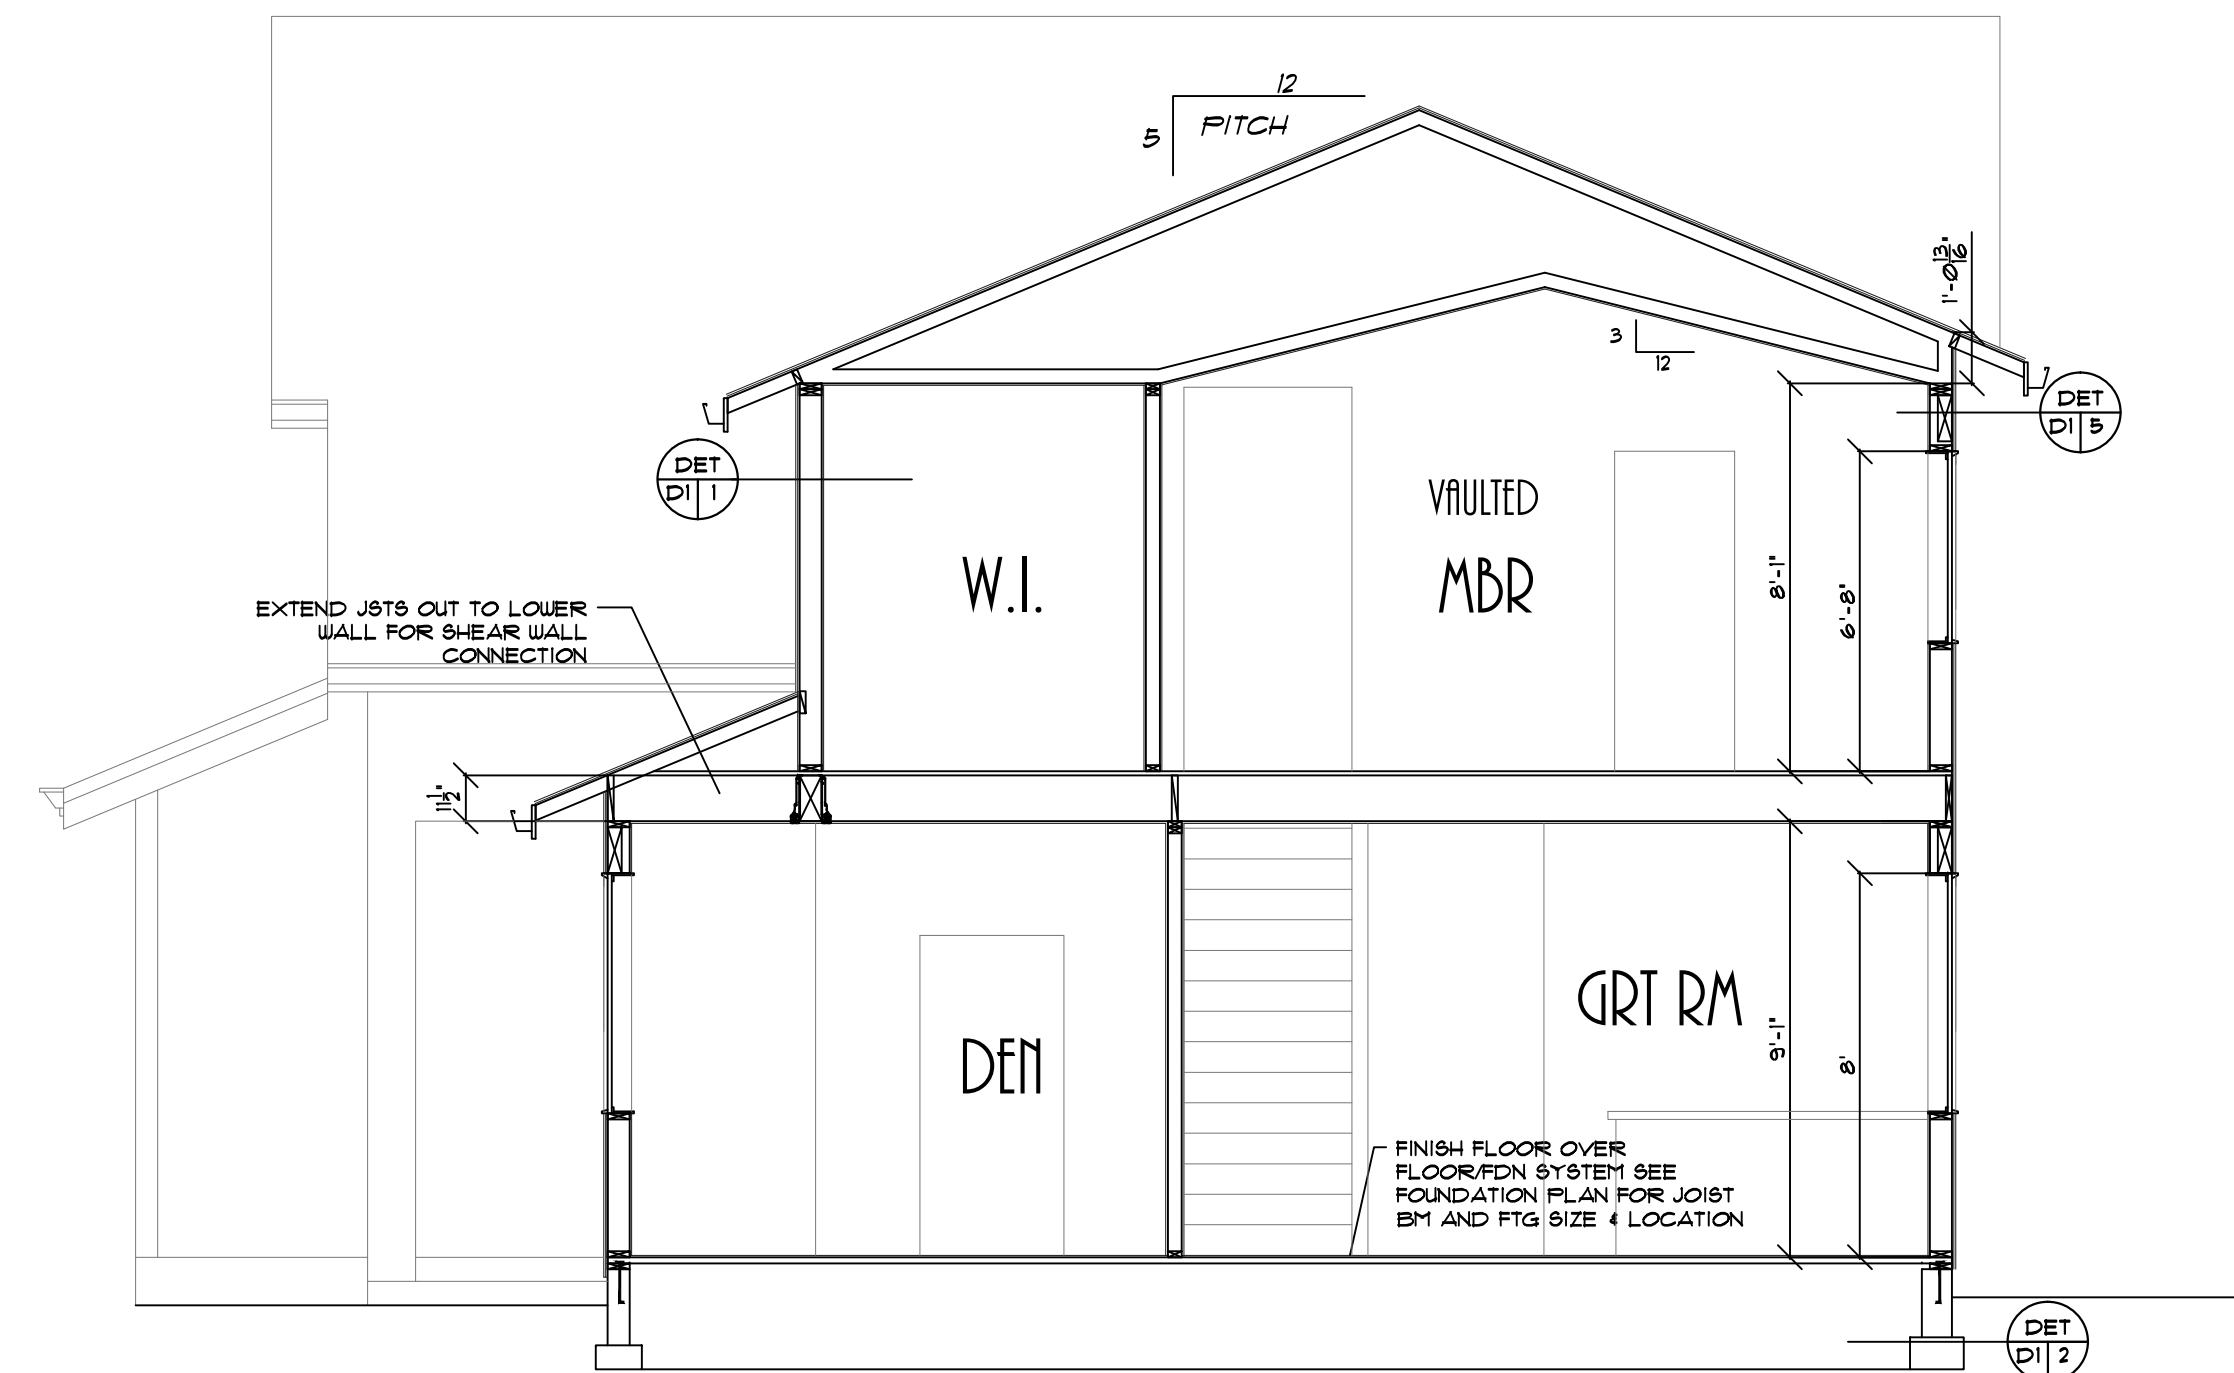 12
5 PITCH
1'-0 13/16"
3
12
DET
D1 5
DET
D1 1
VAULTED
W.I.
MBR
8'-1"
6'-8"
EXTEND JSTS OUT TO LOWER
WALL FOR SHEAR WALL
CONNECTION
11 1/2"
GRT RM
DEN
9'-1"
8'
FINISH FLOOR OVER
FLOOR/FDN SYSTEM SEE
FOUNDATION PLAN FOR JOIST
BM AND FTG SIZE & LOCATION
DET
D1 2